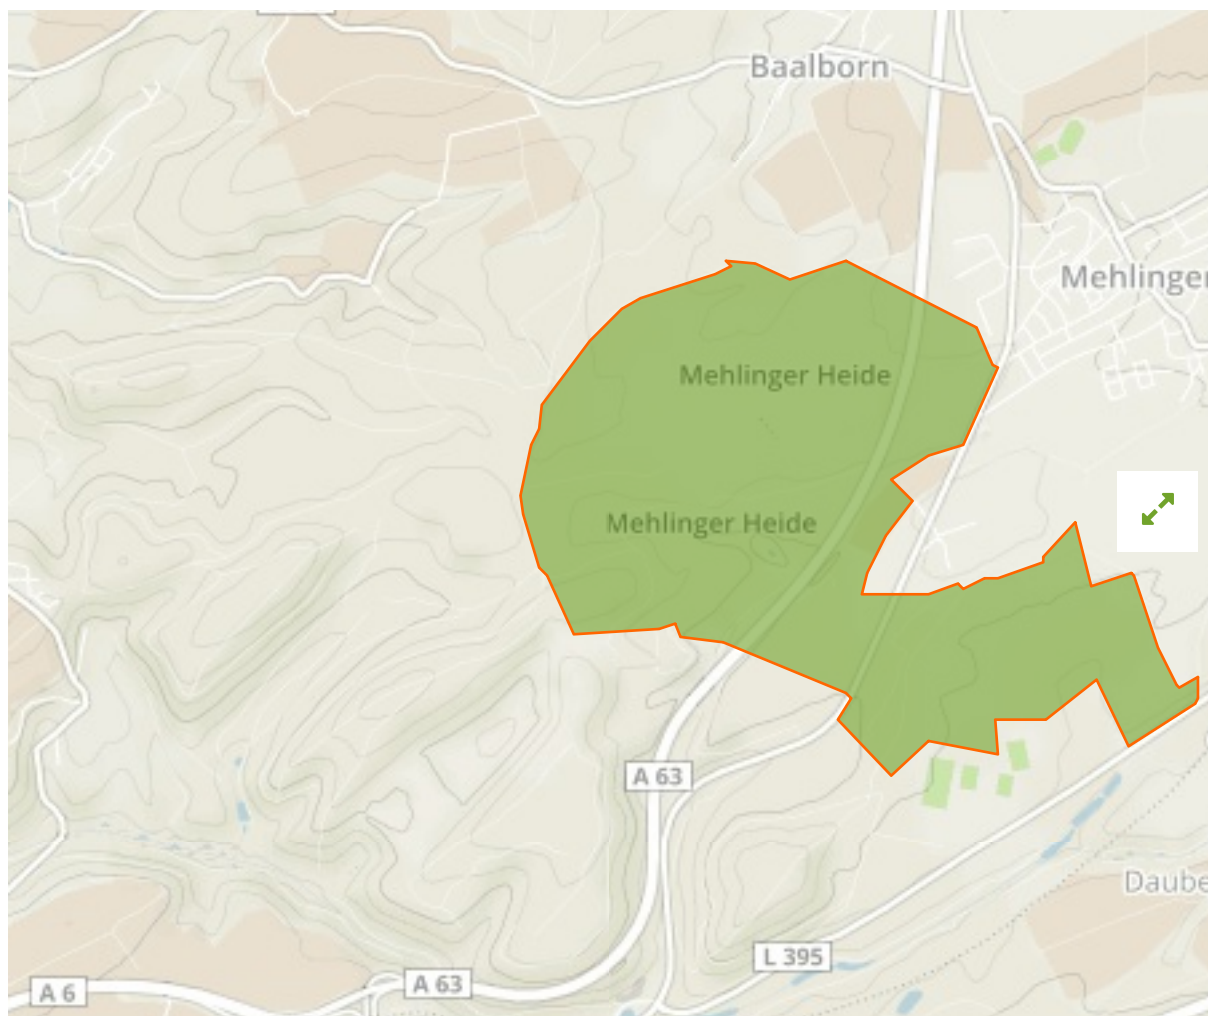 Baalborn
Mehlinger
Mehlinger Heide
Mehlinger Heide
A 63
Daube
L 395
A 63
A 6